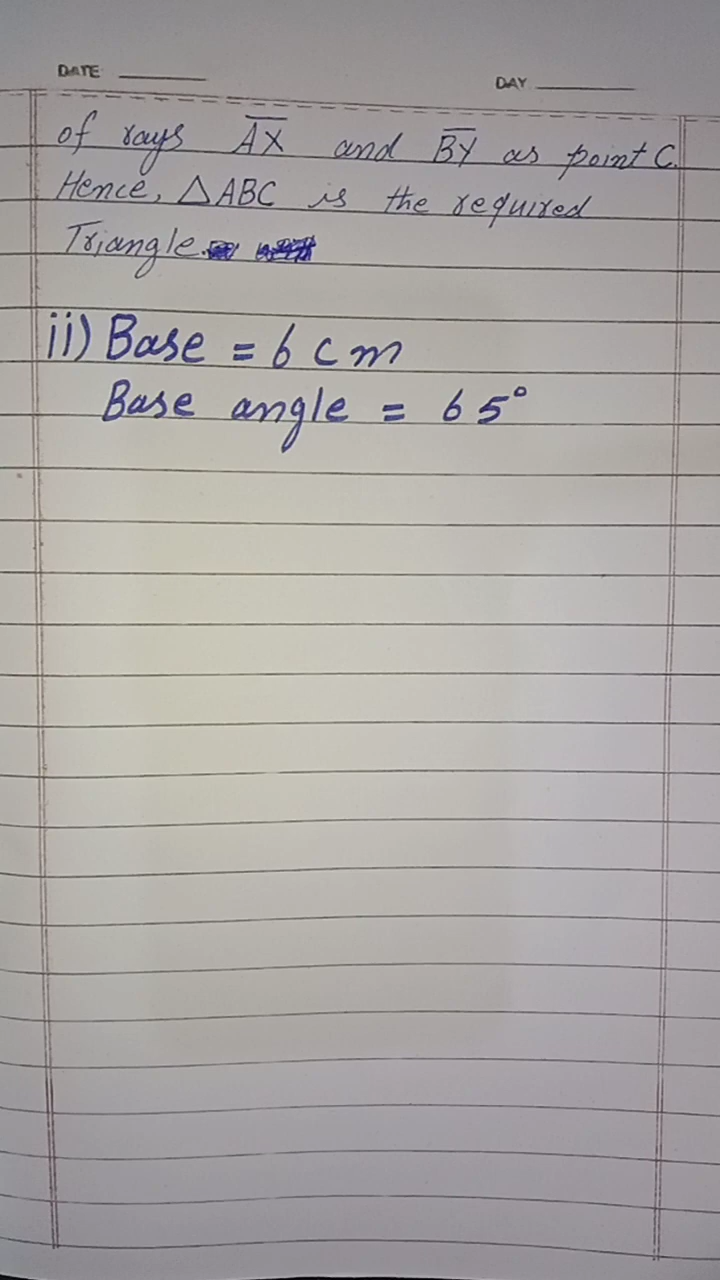 DATE
DAY
of rays AX and BY as point C.
Hence, △ABC is the required
Triangle.
ii) Base = 6 cm
Base angle = 65°